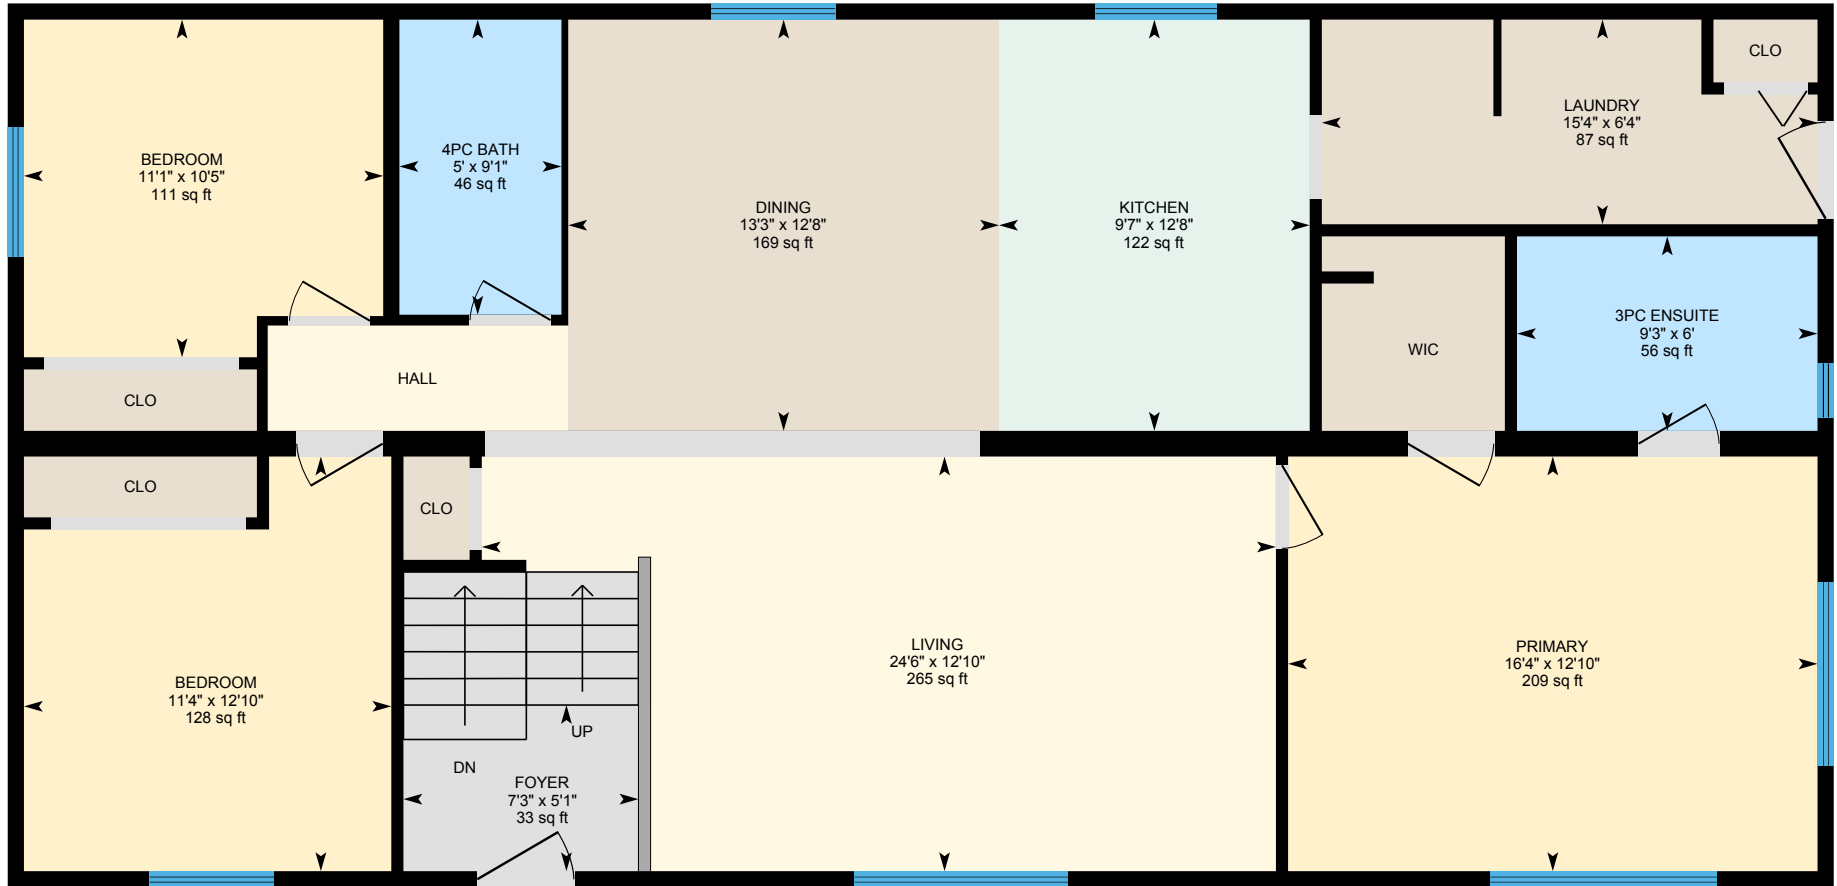 CLO
LAUNDRY
15'4" x 6'4"
87 sq ft
BEDROOM
11'1" x 10'5"
111 sq ft
4PC BATH
5' x 9'1"
46 sq ft
DINING
13'3" x 12'8"
169 sq ft
KITCHEN
9'7" x 12'8"
122 sq ft
3PC ENSUITE
9'3" x 6'
56 sq ft
WIC
HALL
CLO
CLO
CLO
LIVING
24'6" x 12'10"
265 sq ft
PRIMARY
16'4" x 12'10"
209 sq ft
BEDROOM
11'4" x 12'10"
128 sq ft
UP
DN
FOYER
7'3" x 5'1"
33 sq ft